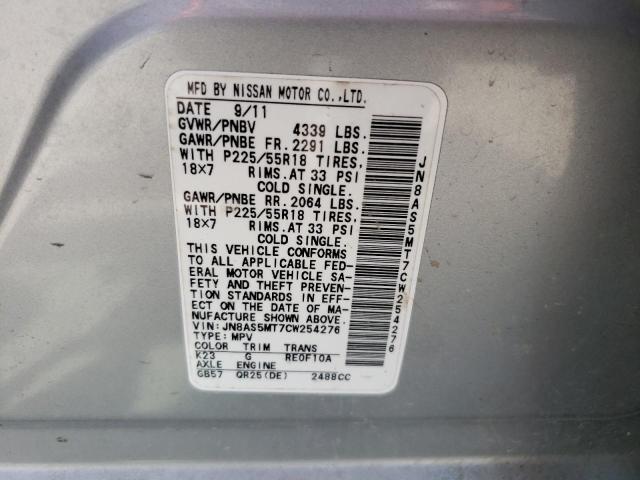 MFD BY NISSAN MOTOR CO.,LTD.
DATE 9/11
GVWR/PNBV 4339 LBS.
GAWR/PNBE FR. 2291 LBS.
WITH P225/55R18 TIRES.
18×7 RIMS. AT 33 PSI
COLD SINGLE.
GAWR/PNBE RR. 2064 LBS.
WITH P225/55R18 TIRES.
18×7 RIMS. AT 33 PSI
COLD SINGLE.
THIS VEHICLE CONFORMS
TO ALL APPLICABLE FED-
ERAL MOTOR VEHICLE SA-
FETY AND THEFT PREVEN-
TION STANDARDS IN EFF-
ECT ON THE DATE OF MA-
NUFACTURE SHOWN ABOVE.
VIN: JN8AS5MT7CW254276
TYPE: MPV
COLOR TRIM TRANS
K23 G RE0F10A
AXLE ENGINE
GB57 QR25(DE) 2488CC
JN8AS5MT7CW254276